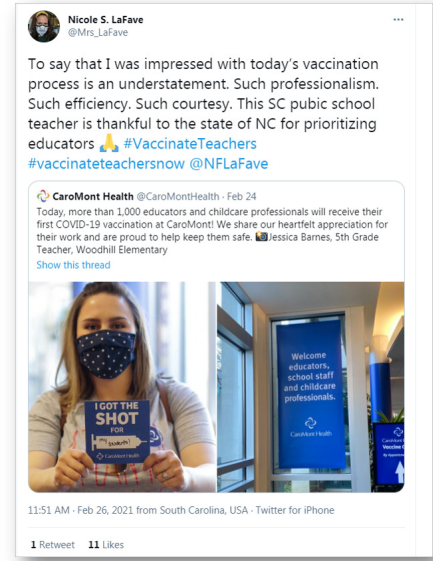 Nicole S. LaFave
@Mrs_LaFave
To say that I was impressed with today's vaccination
process is an understatement. Such professionalism.
Such efficiency. Such courtesy. This SC pubic school
teacher is thankful to the state of NC for prioritizing
educators 🙏 #VaccinateTeachers
#vaccinateteachersnow @NFLaFave
CaroMont Health @CaroMontHealth · Feb 24
Today, more than 1,000 educators and childcare professionals will receive their
first COVID-19 vaccination at CaroMont! We share our heartfelt appreciation for
their work and are proud to help keep them safe. 📸Jessica Barnes, 5th Grade
Teacher, Woodhill Elementary
Show this thread
I GOT THE
SHOT
FOR
my students!
CaroMont Health
Welcome
educators,
school staff
and childcare
professionals.
CaroMont Health
CaroMont H
Vaccine C
By Appointm
11:51 AM · Feb 26, 2021 from South Carolina, USA · Twitter for iPhone
1 Retweet 11 Likes